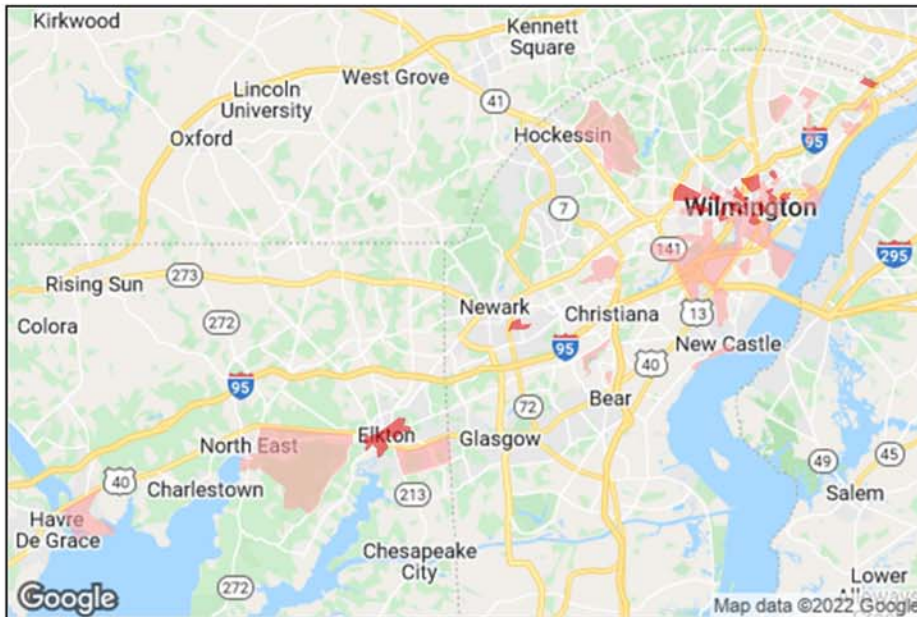 Kirkwood
Kennett
Square
West Grove
Lincoln
University
41
Oxford
Hockessin
95
7
Wilmington
141
295
Rising Sun
273
272
Newark
Christiana
13
Colora
95
95
New Castle
40
Bear
72
North East
Elkton
Glasgow
40
Charlestown
213
49
45
Salem
Havre
De Grace
Chesapeake
City
272
Lower
Google
Map data ©2022 Google